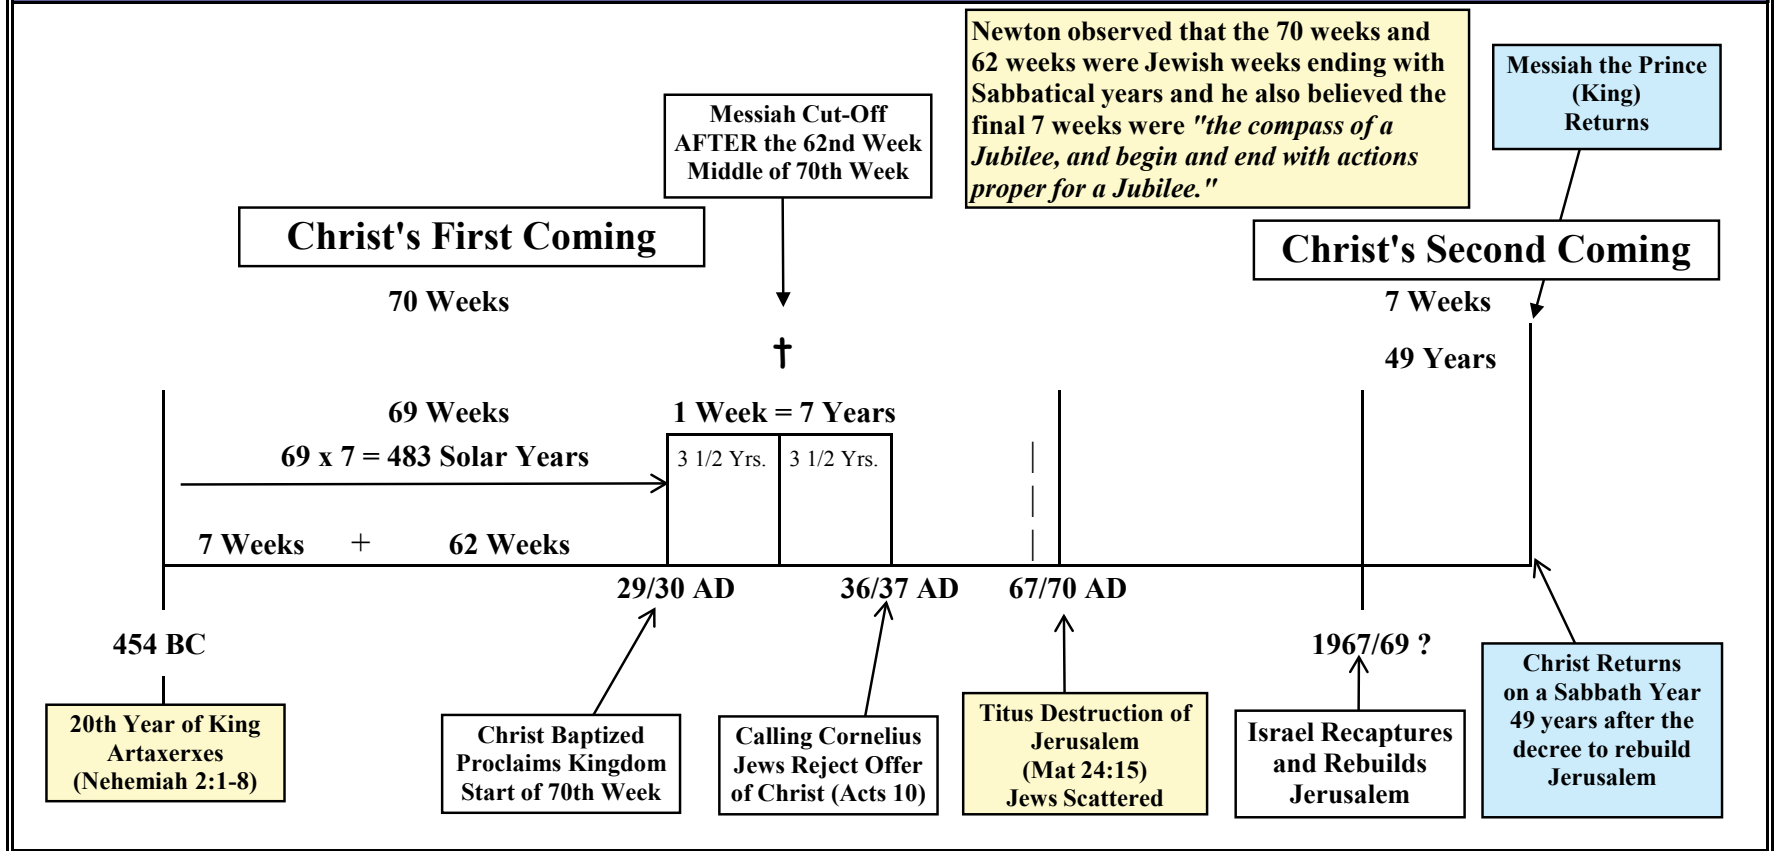 Newton observed that the 70 weeks and
62 weeks were Jewish weeks ending with
Sabbatical years and he also believed the
final 7 weeks were "the compass of a
Jubilee, and begin and end with actions
proper for a Jubilee."
Messiah the Prince
(King)
Returns
Messiah Cut-Off
AFTER the 62nd Week
Middle of 70th Week
Christ's First Coming
Christ's Second Coming
70 Weeks
7 Weeks
49 Years
69 Weeks
1 Week = 7 Years
69 x 7 = 483 Solar Years
3 1/2 Yrs.
3 1/2 Yrs.
7 Weeks + 62 Weeks
29/30 AD
36/37 AD
67/70 AD
454 BC
1967/69 ?
20th Year of King
Artaxerxes
(Nehemiah 2:1-8)
Christ Baptized
Proclaims Kingdom
Start of 70th Week
Calling Cornelius
Jews Reject Offer
of Christ (Acts 10)
Titus Destruction of
Jerusalem
(Mat 24:15)
Jews Scattered
Israel Recaptures
and Rebuilds
Jerusalem
Christ Returns
on a Sabbath Year
49 years after the
decree to rebuild
Jerusalem